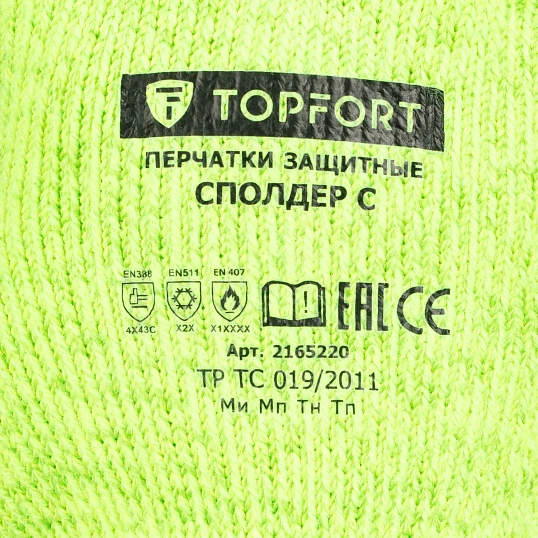 TOPFORT
ПЕРЧАТКИ ЗАЩИТНЫЕ
СПОЛДЕР С
EN388 EN511 EN 407
4X43C X2X X1XXXX
EAC CE
Арт. 2165220
ТР ТС 019/2011
Ми Мп Тн Тп